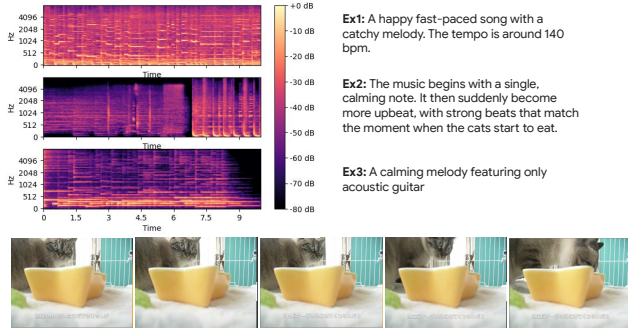 4096
2048
1024
512
0
Hz
Time
4096
2048
1024
512
0
Hz
Time
4096
2048
1024
512
0
Hz
0 1.5 3 4.5 6 7.5 9
Time
+0 dB
-10 dB
-20 dB
-30 dB
-40 dB
-50 dB
-60 dB
-70 dB
-80 dB
Ex1: A happy fast-paced song with a
catchy melody. The tempo is around 140
bpm.
Ex2: The music begins with a single,
calming note. It then suddenly become
more upbeat, with strong beats that match
the moment when the cats start to eat.
Ex3: A calming melody featuring only
acoustic guitar